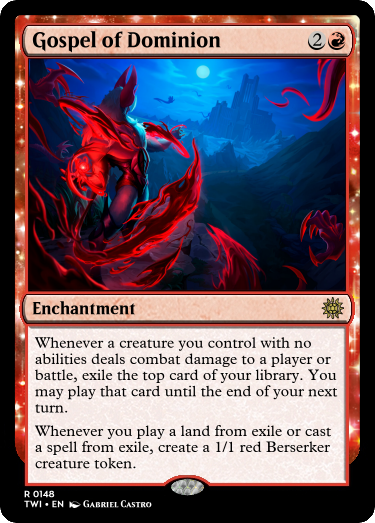 Gospel of Dominion 2
Enchantment
Whenever a creature you control with no
abilities deals combat damage to a player or
battle, exile the top card of your library. You
may play that card until the end of your next
turn.
Whenever you play a land from exile or cast
a spell from exile, create a 1/1 red Berserker
creature token.
R 0148
TWI • EN Gabriel Castro